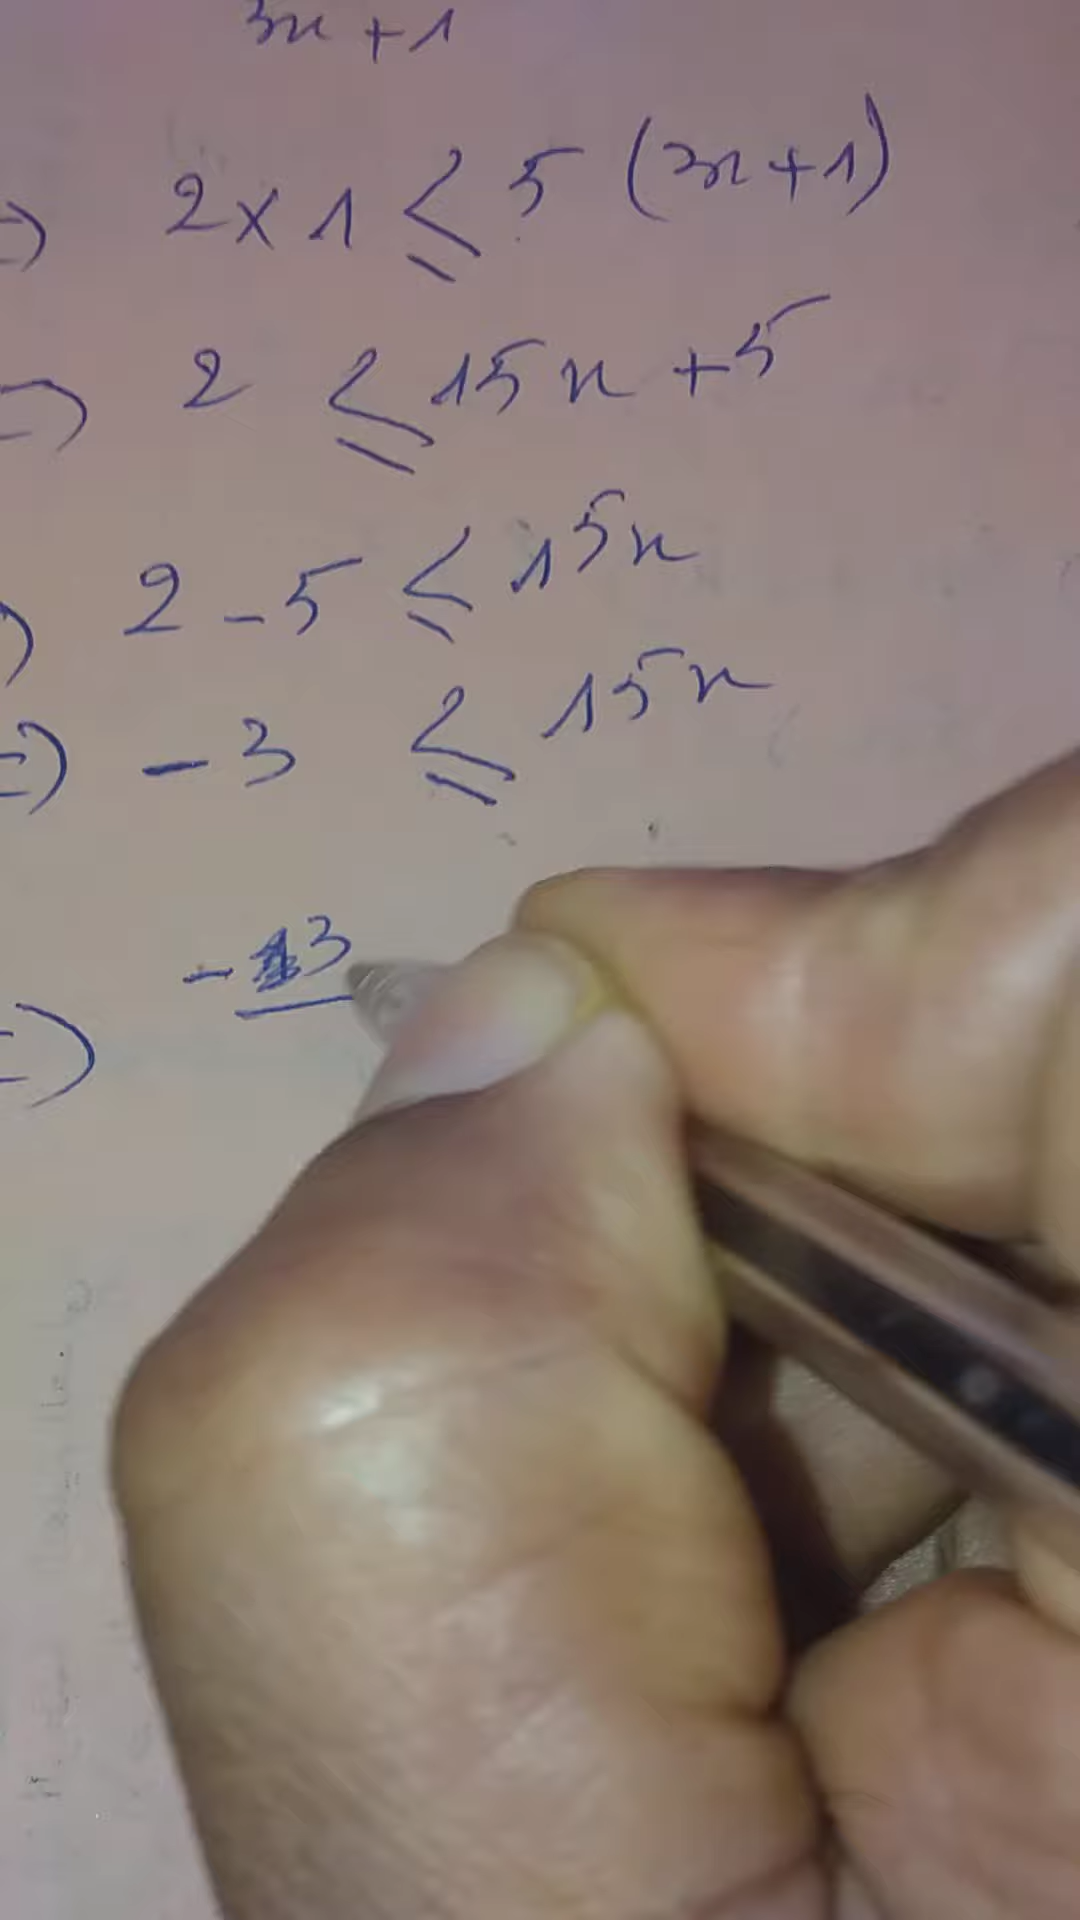 3x + 1
⇒ 2 × 1 ≤ 5 (3x + 1)
⇒ 2 ≤ 15x + 5
⇒ 2 - 5 ≤ 15x
⇒ - 3 ≤ 15x
⇒ - 3